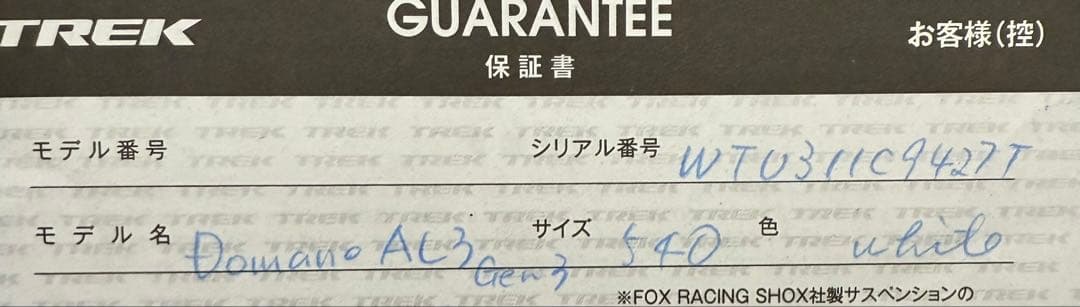 TREK GUARANTEE お客様(控)
保証書
モデル番号 シリアル番号 WTU311C9427T
モデル名 Domane AL3 Gen3 サイズ 540 色 white
※FOX RACING SHOX社製サスペンションの